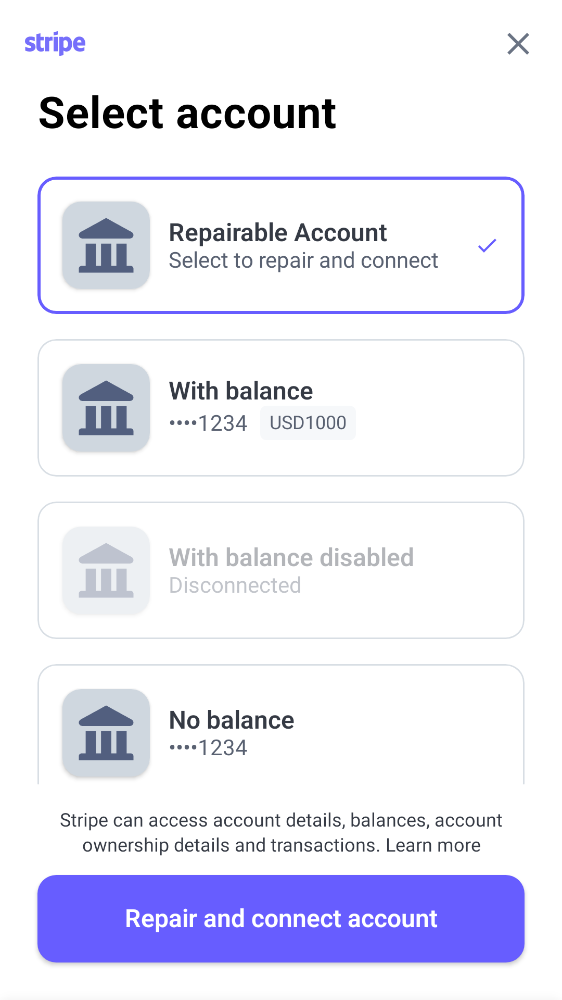 stripe
Select account
Repairable Account
Select to repair and connect
With balance
••••1234 USD1000
With balance disabled
Disconnected
No balance
••••1234
Stripe can access account details, balances, account
ownership details and transactions. Learn more
Repair and connect account